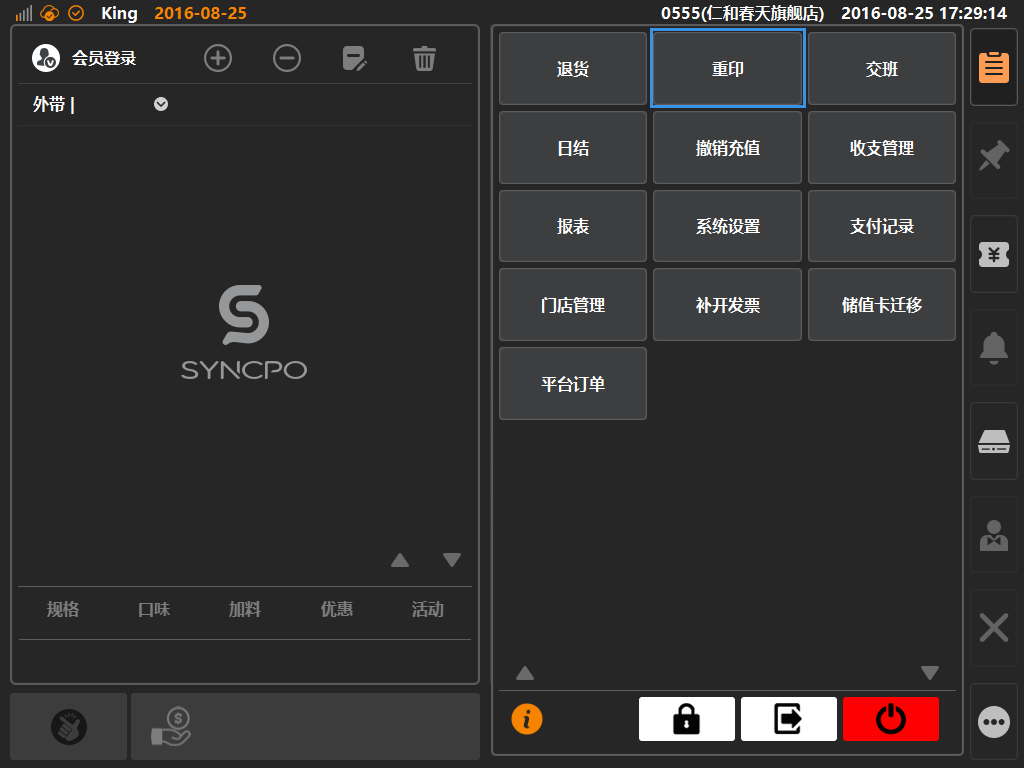 King 2016-08-25 0555(仁和春天旗舰店) 2016-08-25 17:29:14
会员登录
外带 |
SYNCPO
规格 口味 加料 优惠 活动
退货 重印 交班
日结 撤销充值 收支管理
报表 系统设置 支付记录
门店管理 补开发票 储值卡迁移
平台订单